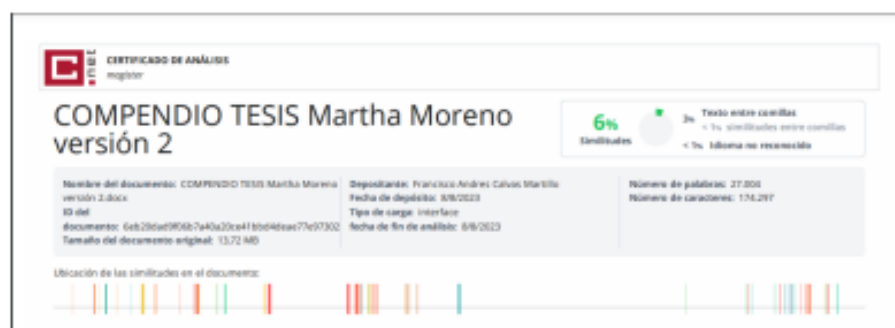 C .net
CERTIFICADO DE ANÁLISIS
magister
COMPENDIO TESIS Martha Moreno
versión 2
6%
Similitudes
3% Texto entre comillas
< 1% similitudes entre comillas
< 1% Idioma no reconocido
Nombre del documento: COMPENDIO TESIS Martha Moreno
versión 2.docx
ID del
documento:
Tamaño del documento original: 13,72 MB
Depositante: Francisco Andres
Fecha de depósito: 8/8/2023
Tipo de carga: interface
fecha de fin de análisis: 8/8/2023
Número de palabras: 27.004
Número de caracteres: 174.297
Ubicación de las similitudes en el documento: